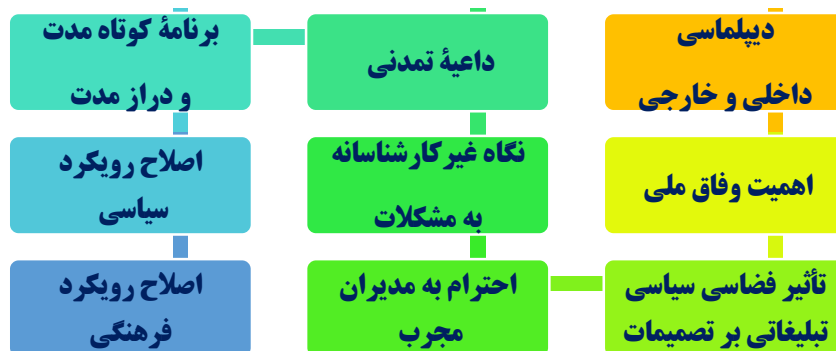 دیپلماسی
داخلی و خارجی
اهمیت وفاق ملی
تأثیر فضاسی سیاسی
تبلیغاتی بر تصمیمات
احترام به مدیران
مجرب
نگاه غیرکارشناسانه
به مشکلات
داعیهٔ تمدنی
برنامهٔ کوتاه مدت
و دراز مدت
اصلاح رویکرد
سیاسی
اصلاح رویکرد
فرهنگی